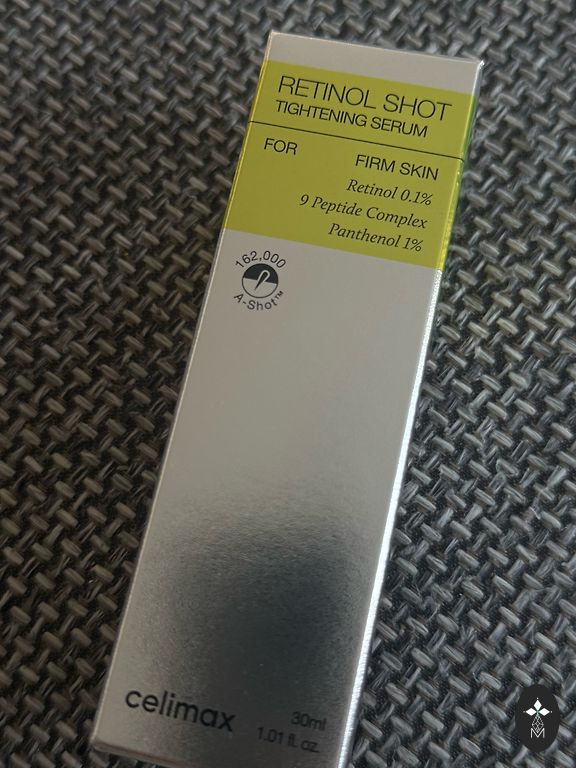 RETINOL SHOT
TIGHTENING SERUM
FOR FIRM SKIN
Retinol 0.1%
9 Peptide Complex
Panthenol 1%
162,000
A-Shot™
celimax
30ml
1.01 fl. oz.
M